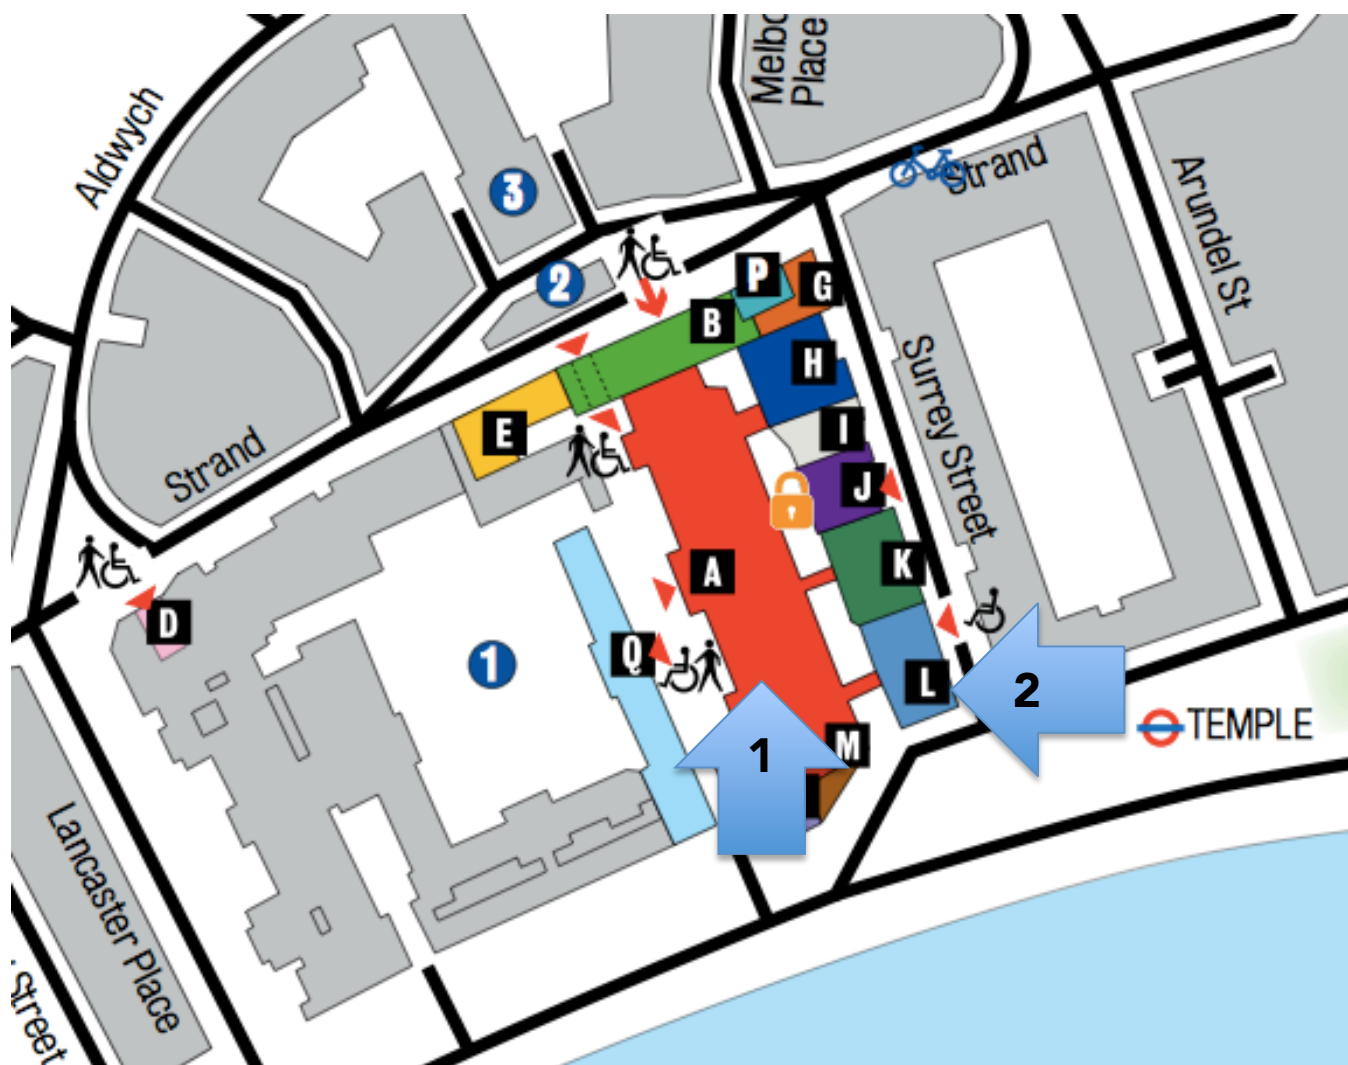 Melbo
Place
Aldwych
3
Strand
Arundel St
2
P
G
B
H
Surrey Street
I
E
Strand
J
K
A
D
Q
1
L
2
TEMPLE
M
1
Lancaster Place
Street